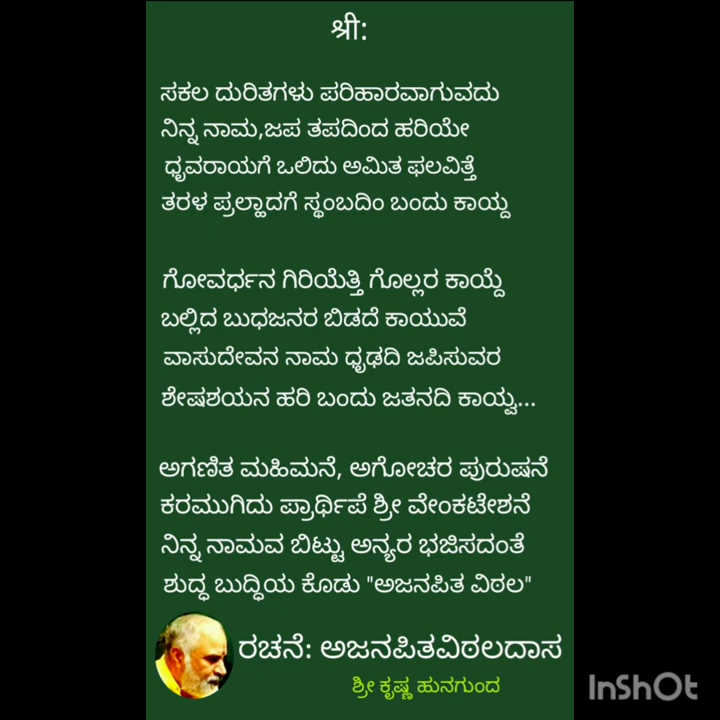 श्री:
ಸಕಲ ದುರಿತಗಳು ಪರಿಹಾರವಾಗುವದು
ನಿನ್ನ ನಾಮ,ಜಪ ತಪದಿಂದ ಹರಿಯೇ
ಧೃವರಾಯಗೆ ಒಲಿದು ಅಮಿತ ಫಲವಿತ್ತೆ
ತರಳ ಪ್ರಲ್ಹಾದಗೆ ಸ್ಥಂಬದಿಂ ಬಂದು ಕಾಯ್ದ
ಗೋವರ್ಧನ ಗಿರಿಯೆತ್ತಿ ಗೊಲ್ಲರ ಕಾಯ್ದೆ
ಬಲ್ಲಿದ ಬುಧಜನರ ಬಿಡದೆ ಕಾಯುವೆ
ವಾಸುದೇವನ ನಾಮ ಧೃಢದಿ ಜಪಿಸುವರ
ಶೇಷಶಯನ ಹರಿ ಬಂದು ಜತನದಿ ಕಾಯ್ವ...
ಅಗಣಿತ ಮಹಿಮನೆ, ಅಗೋಚರ ಪುರುಷನೆ
ಕರಮುಗಿದು ಪ್ರಾರ್ಥಿಪೆ ಶ್ರೀ ವೇಂಕಟೇಶನೆ
ನಿನ್ನ ನಾಮವ ಬಿಟ್ಟು ಅನ್ಯರ ಭಜಿಸದಂತೆ
ಶುದ್ಧ ಬುದ್ಧಿಯ ಕೊಡು "ಅಜನಪಿತ ವಿಠಲ"
ರಚನೆ: ಅಜನಪಿತವಿಠಲದಾಸ
ಶ್ರೀ ಕೃಷ್ಣ ಹುನಗುಂದ
InShOt